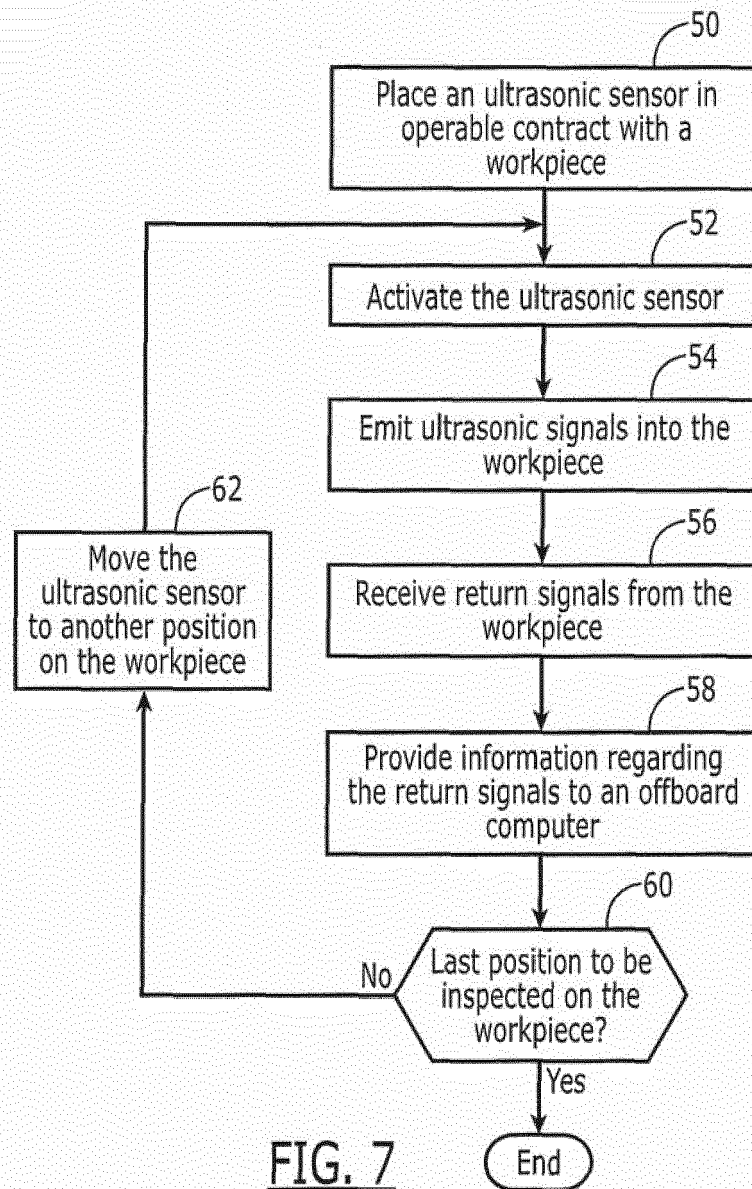 50
Place an ultrasonic sensor in
operable contract with a
workpiece
52
Activate the ultrasonic sensor
54
Emit ultrasonic signals into the
workpiece
62
Move the
ultrasonic sensor
to another position
on the workpiece
56
Receive return signals from the
workpiece
58
Provide information regarding
the return signals to an offboard
computer
60
Last position to be
inspected on the
workpiece?
No
Yes
End
FIG. 7